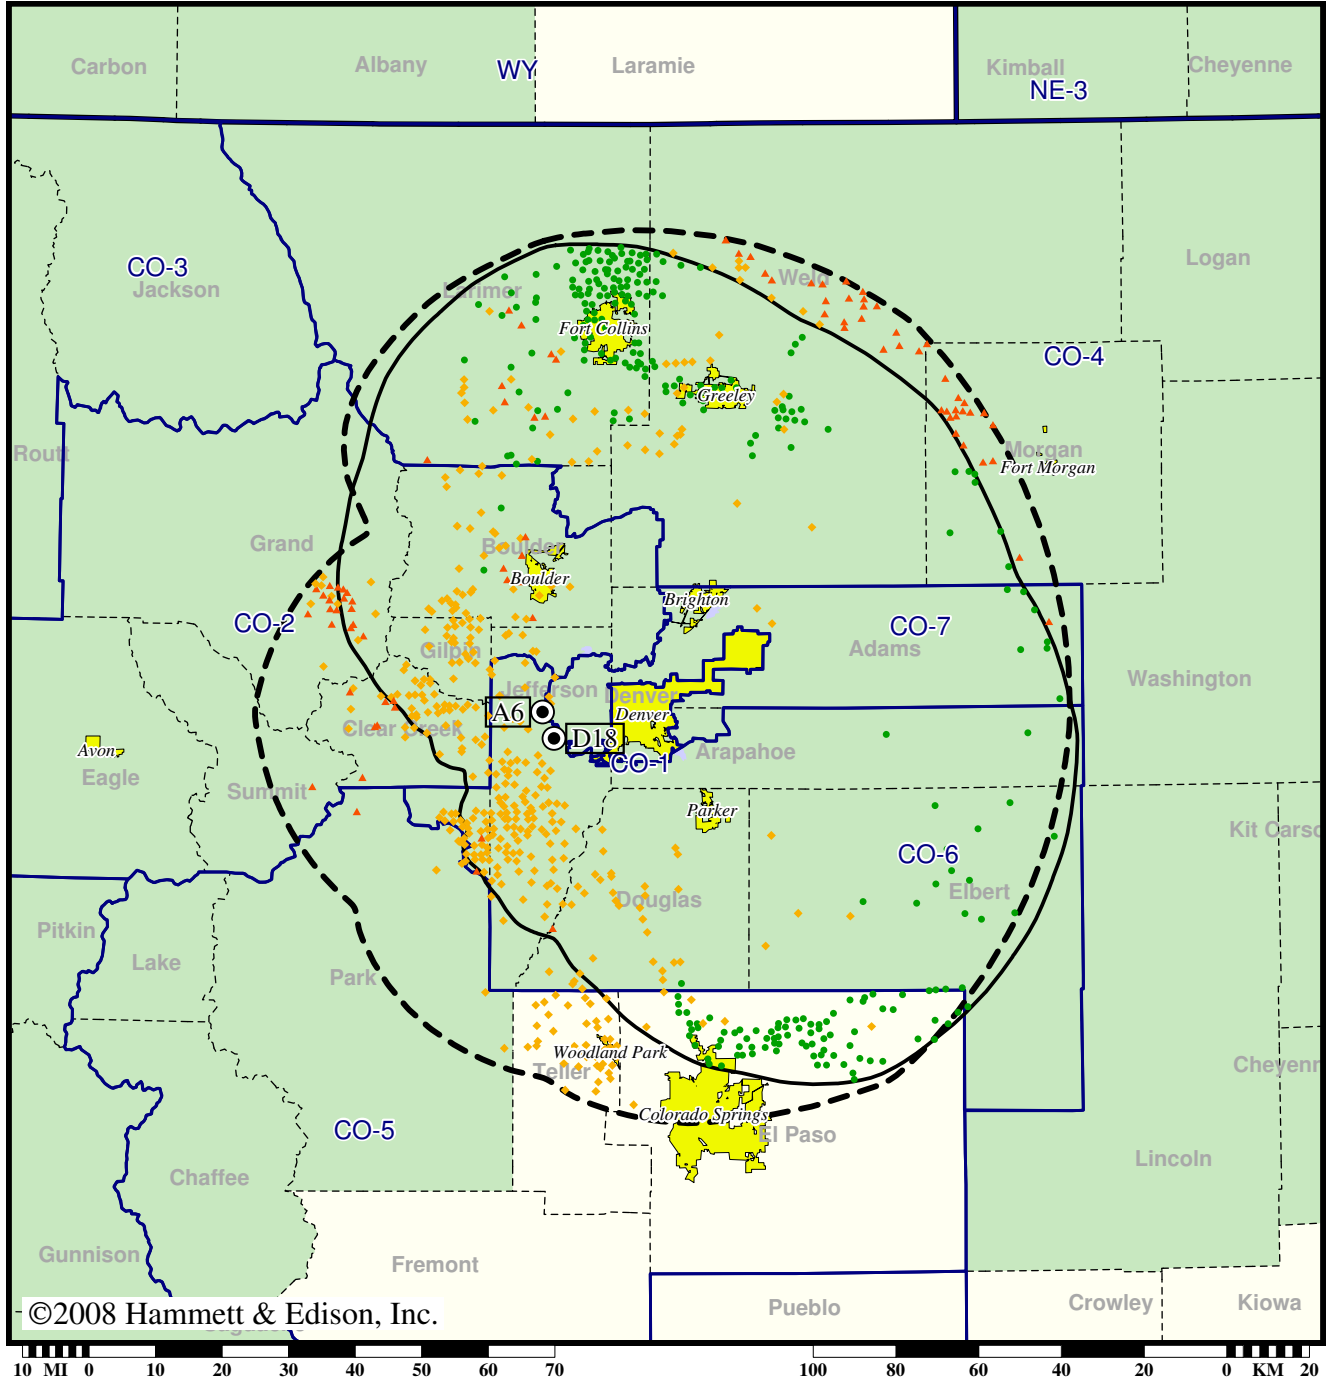 Carbon
Albany
WY
Laramie
Kimball
Cheyenne
NE-3
CO-3
Jackson
Logan
Larimer
Weld
Fort Collins
CO-4
Greeley
Routt
Morgan
Fort Morgan
Grand
Boulder
Boulder
Brighton
CO-2
CO-7
Gilpin
Adams
Washington
Jefferson
Denver
A6
Denver
Clear Creek
D18
Avon
Arapahoe
CO-1
Eagle
Summit
Parker
Kit Carso
CO-6
Elbert
Douglas
Pitkin
Lake
Park
Woodland Park
Teller
Cheyenn
Colorado Springs
CO-5
El Paso
Lincoln
Chaffee
Gunnison
Fremont
Pueblo
Crowley
Kiowa
©2008 Hammett & Edison, Inc.
10 MI 0 10 20 30 40 50 60 70
100 80 60 40 20 0 KM 20